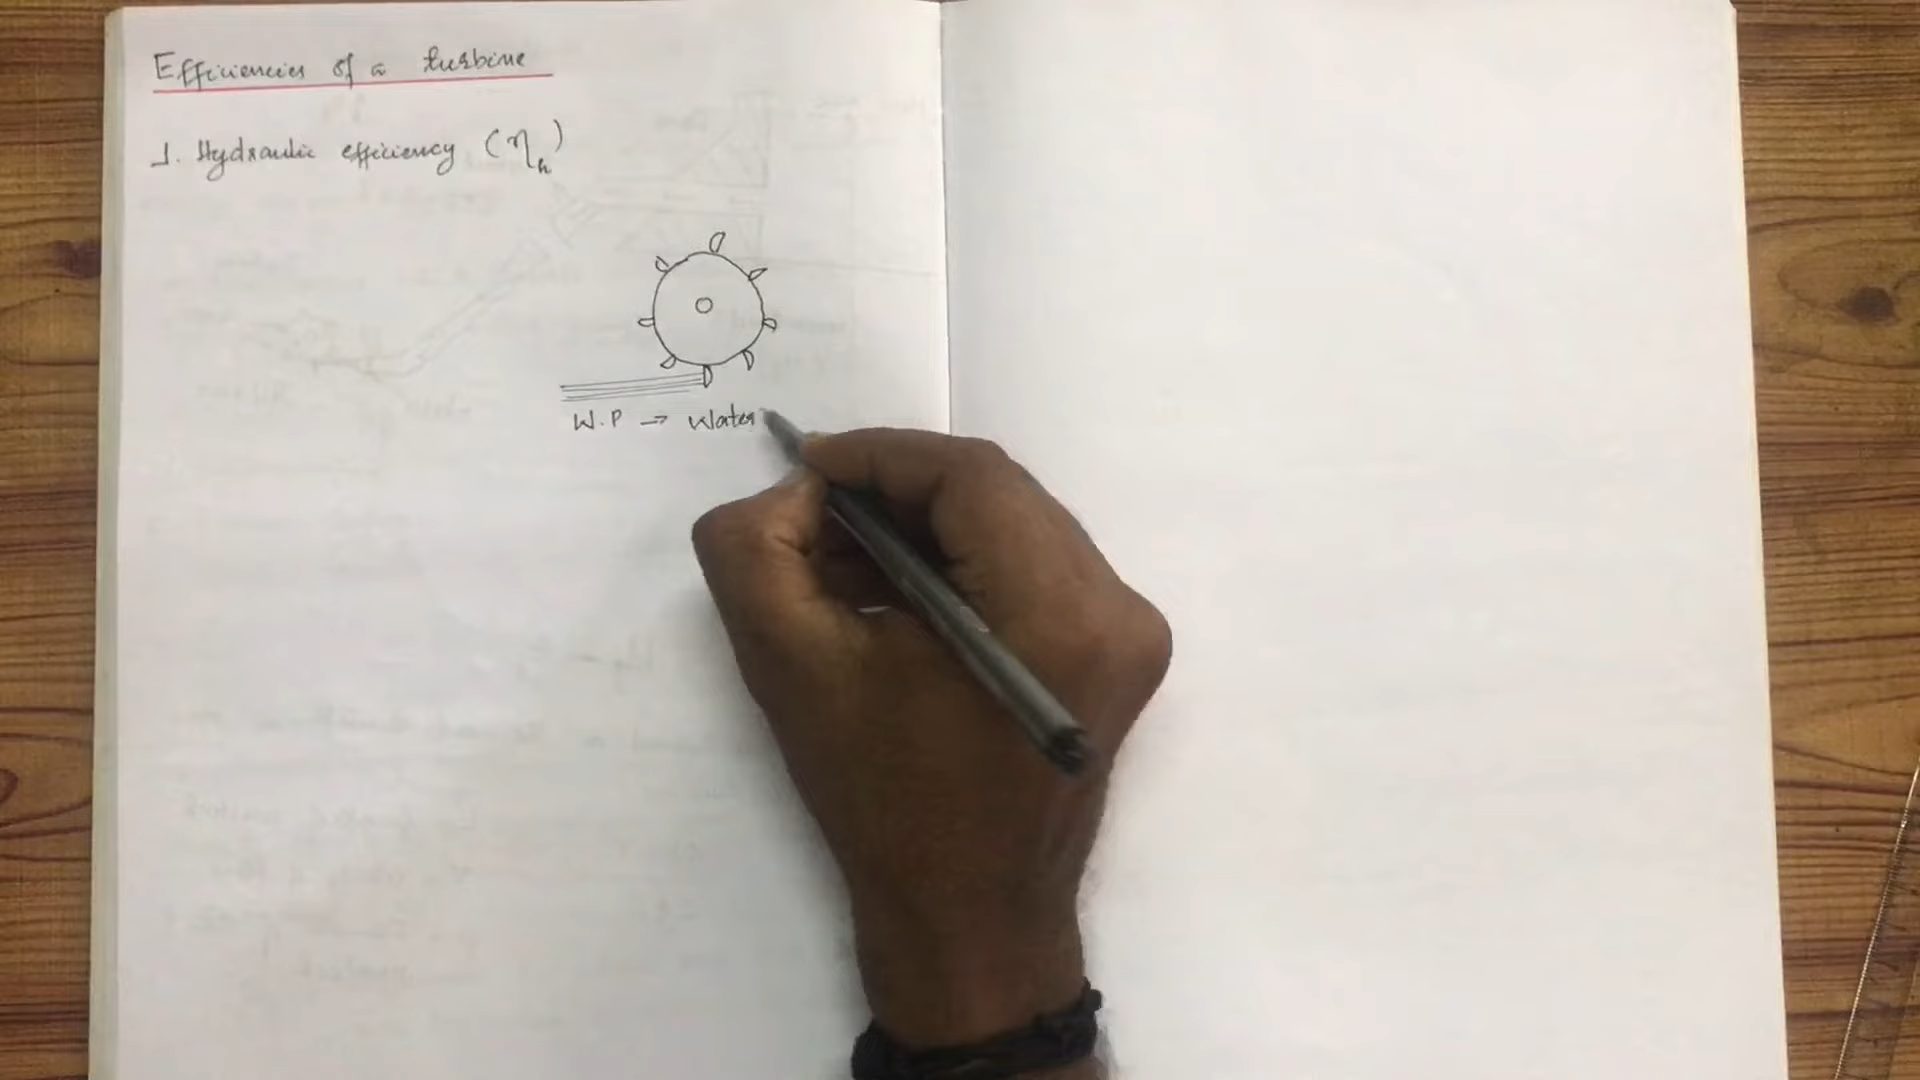 Efficiencies of a turbine
1. Hydraulic efficiency (ηh)
W.P → Water